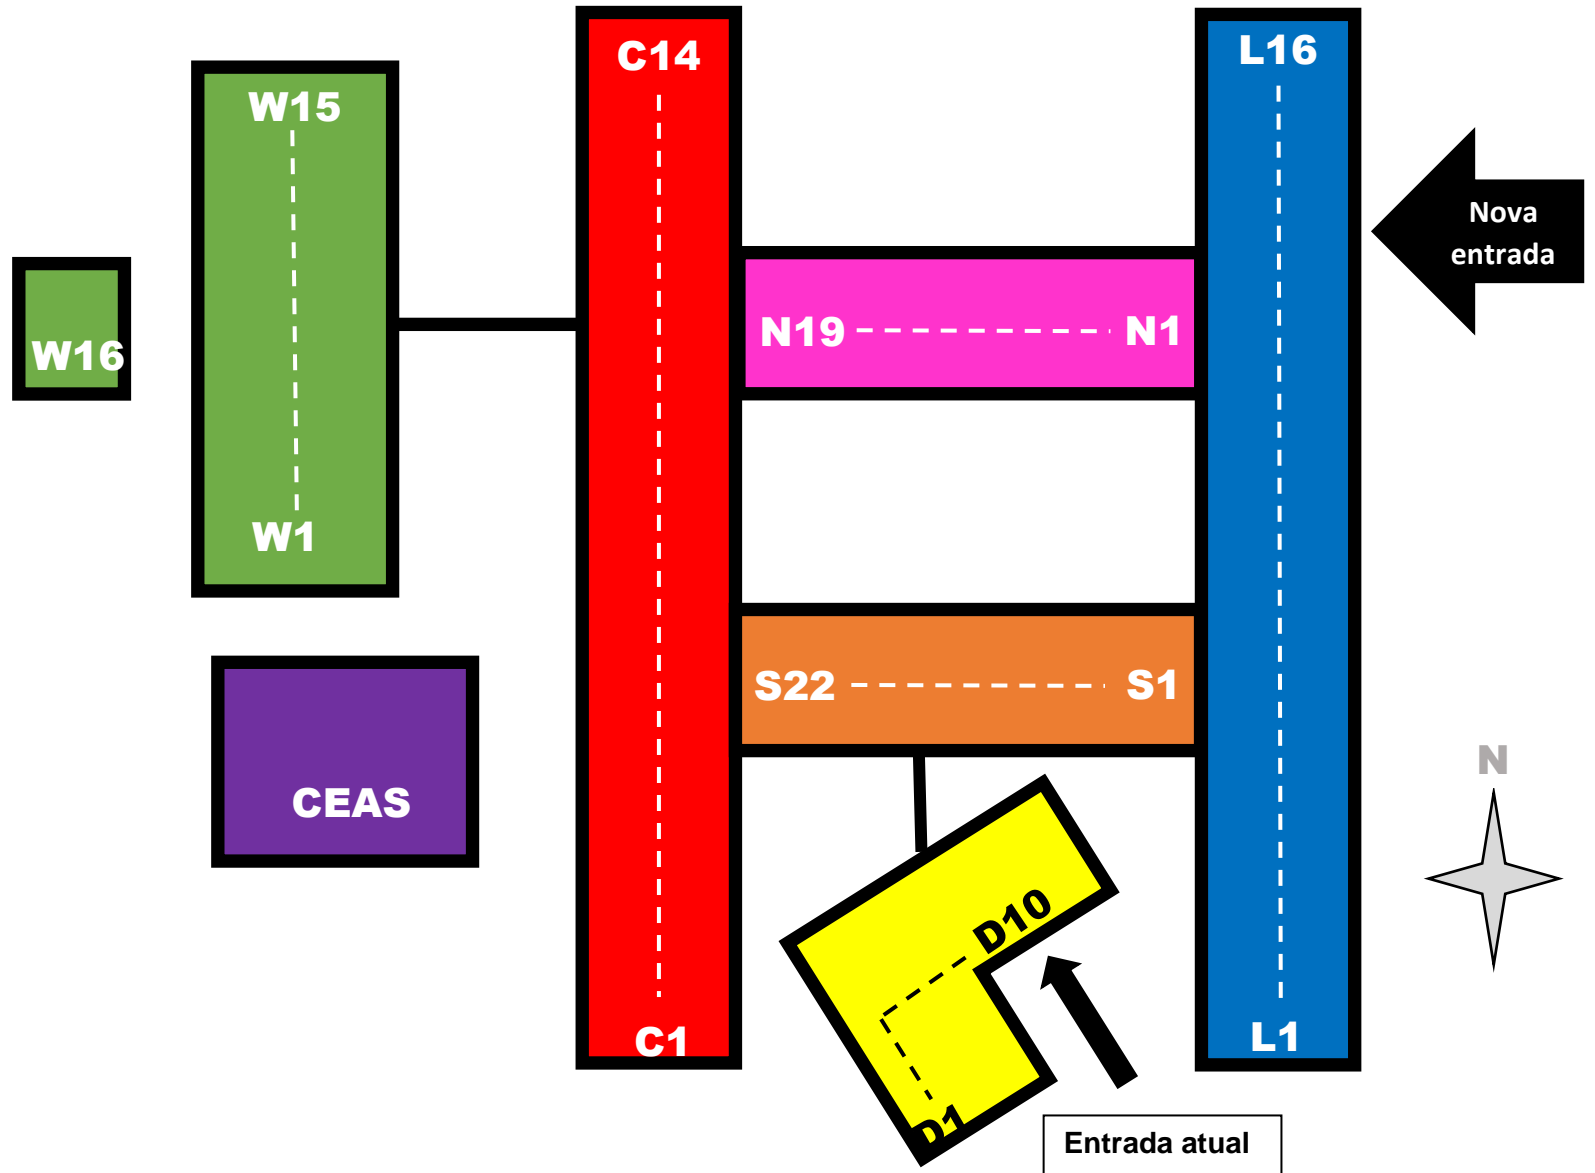 C14
L16
W15
Nova
entrada
N19
N1
W16
W1
S22
S1
N
CEAS
D10
C1
L1
D1
Entrada atual